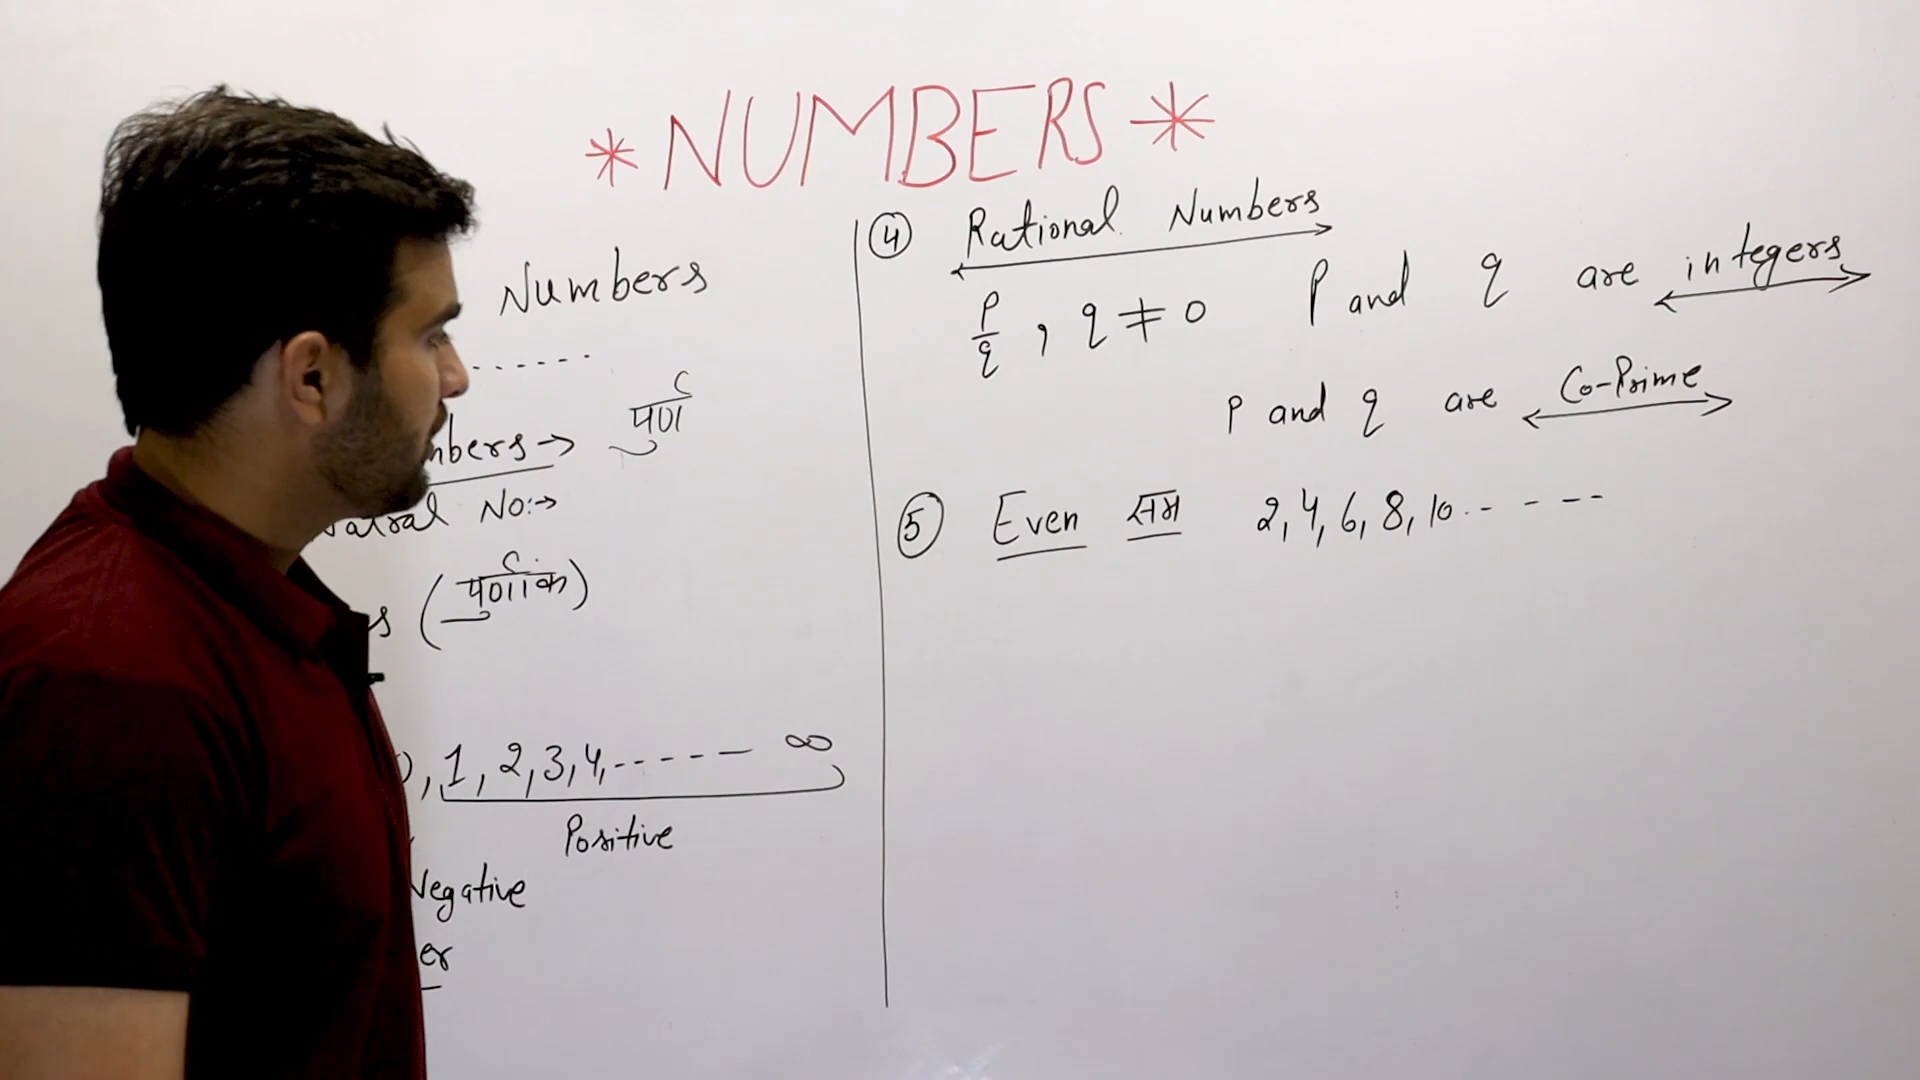 * NUMBERS *
Numbers
.......
mbers → पूर्ण
atural No:→
s (पूर्णांक)
, 1, 2, 3, 4, ------ ∞
Positive
Negative
er
④ Rational Numbers
p/q , q ≠ 0 P and q are integers
P and q are Co-Prime
⑤ Even सम 2, 4, 6, 8, 10 ------